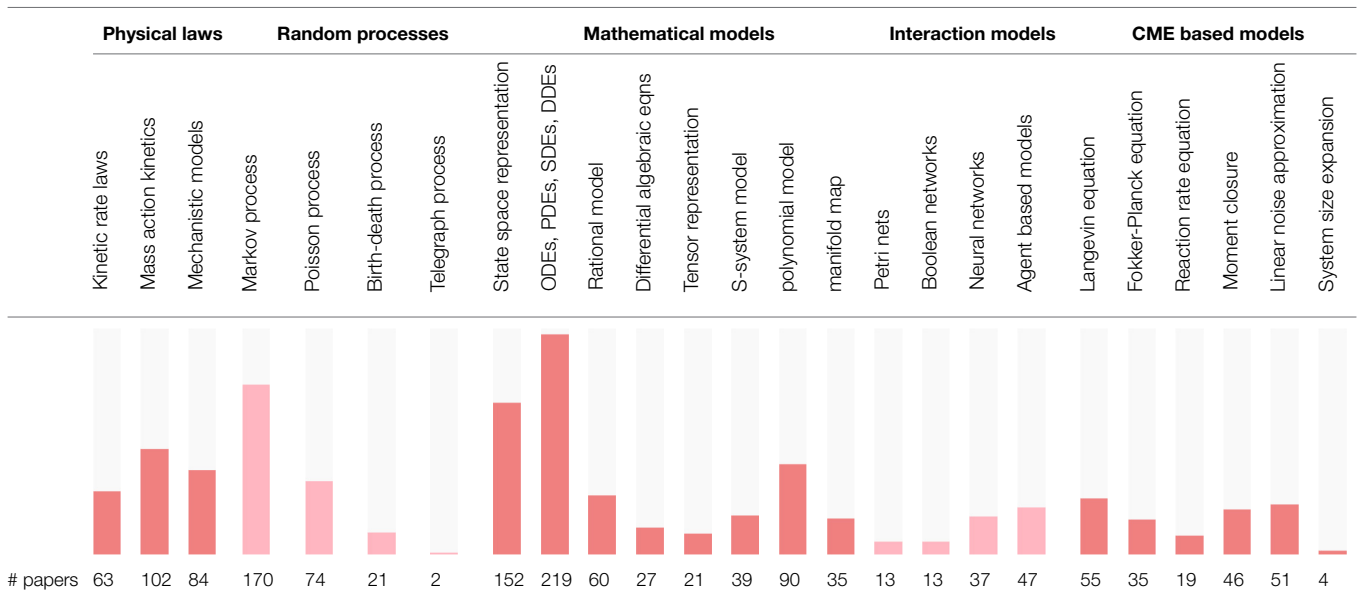 Physical laws Random processes Mathematical models Interaction models CME based models
Kinetic rate laws
Mass action kinetics
Mechanistic models
Markov process
Poisson process
Birth-death process
Telegraph process
State space representation
ODEs, PDEs, SDEs, DDEs
Rational model
Differential algebraic eqns
Tensor representation
S-system model
polynomial model
manifold map
Petri nets
Boolean networks
Neural networks
Agent based models
Langevin equation
Fokker-Planck equation
Reaction rate equation
Moment closure
Linear noise approximation
System size expansion
# papers 63 102 84 170 74 21 2 152 219 60 27 21 39 90 35 13 13 37 47 55 35 19 46 51 4